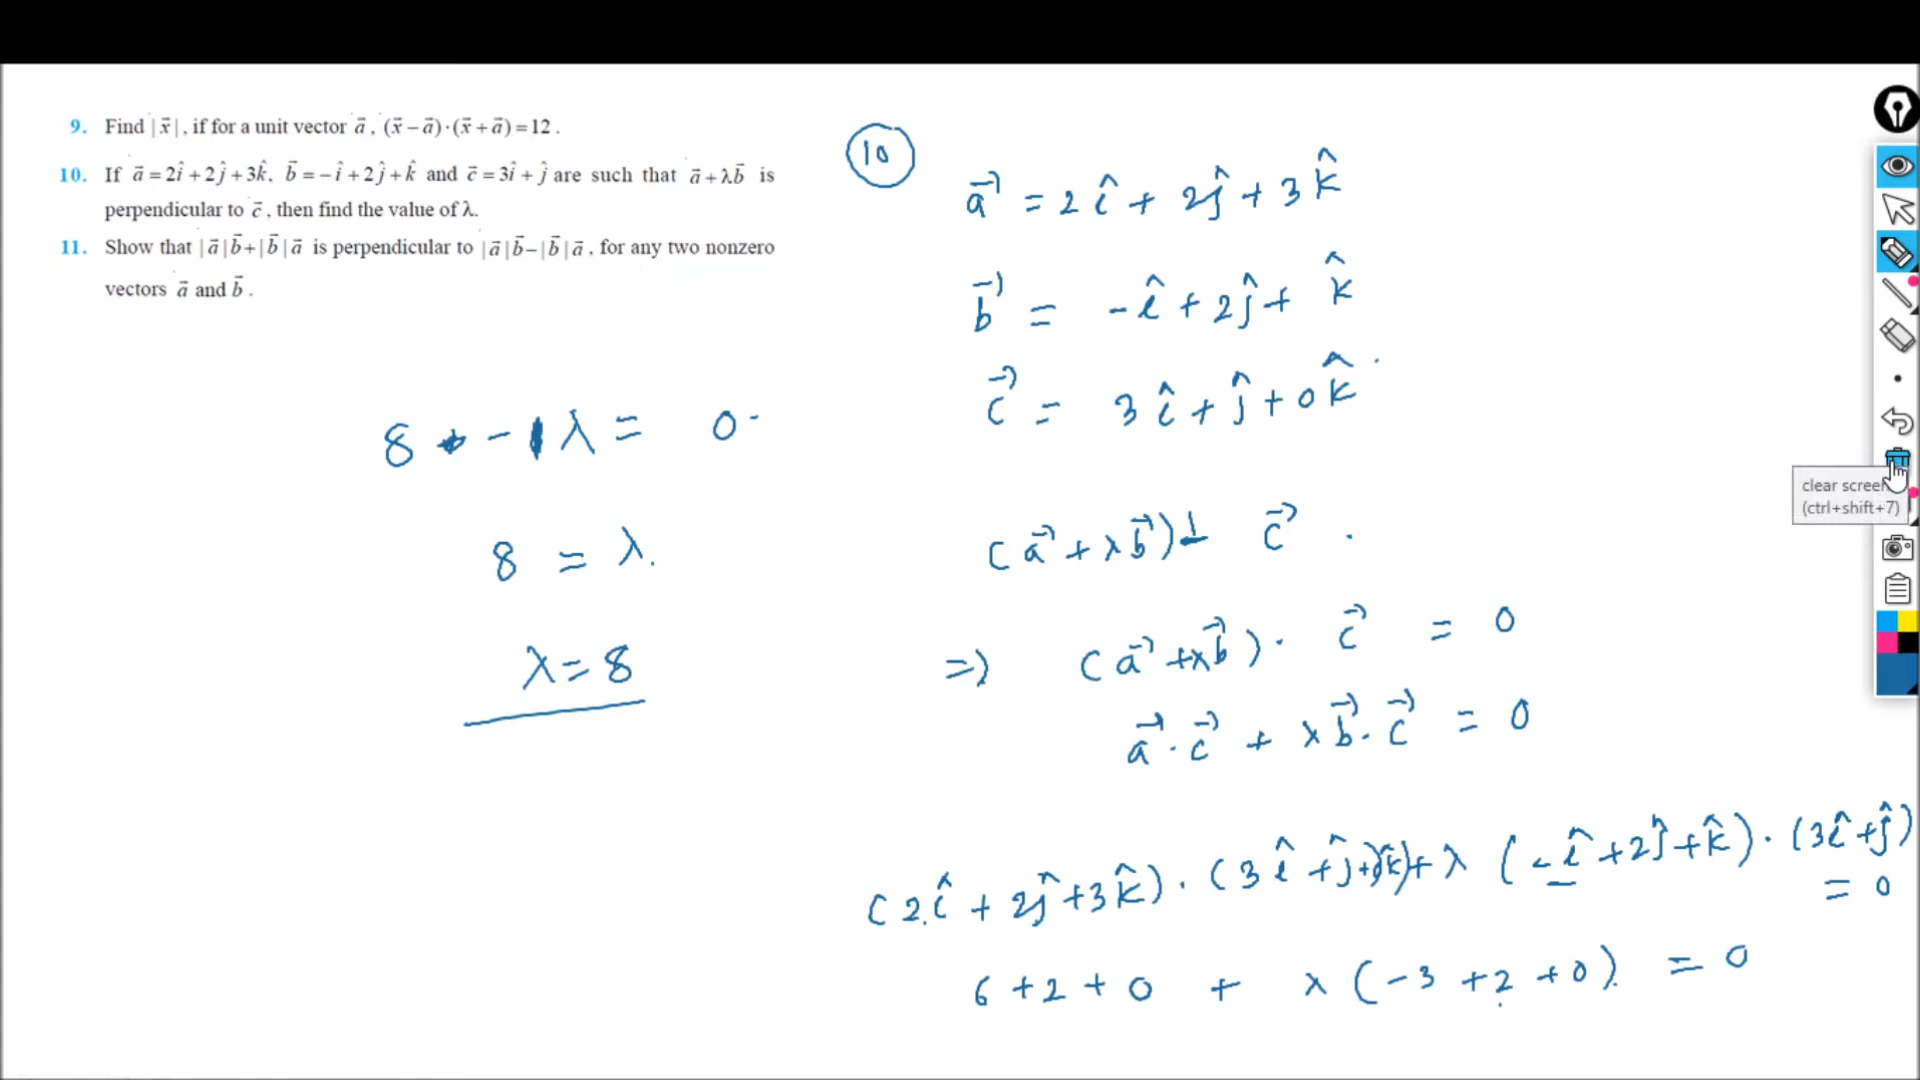 9. Find |x⃗|, if for a unit vector a⃗, (x⃗ − a⃗)·(x⃗ + a⃗) = 12.
10. If a⃗ = 2î + 2ĵ + 3k̂, b⃗ = −î + 2ĵ + k̂ and c⃗ = 3î + ĵ are such that a⃗ + λb⃗ is
perpendicular to c⃗, then find the value of λ.
11. Show that |a⃗|b⃗ + |b⃗|a⃗ is perpendicular to |a⃗|b⃗ − |b⃗|a⃗, for any two nonzero
vectors a⃗ and b⃗.
8 - 1λ = 0
8 = λ.
λ = 8
10
a⃗ = 2î + 2ĵ + 3k̂
b⃗ = -î + 2ĵ + k̂
c⃗ = 3î + ĵ + 0k̂
(a⃗ + λb⃗) ⊥ c⃗.
=) (a⃗ + λb⃗) · c⃗ = 0
a⃗ · c⃗ + λb⃗ · c⃗ = 0
(2î + 2ĵ + 3k̂) · (3î + ĵ + 0k̂) + λ (-î + 2ĵ + k̂) · (3î + ĵ)
= 0
6 + 2 + 0 + λ (-3 + 2 + 0) = 0
clear screen
(ctrl+shift+7)